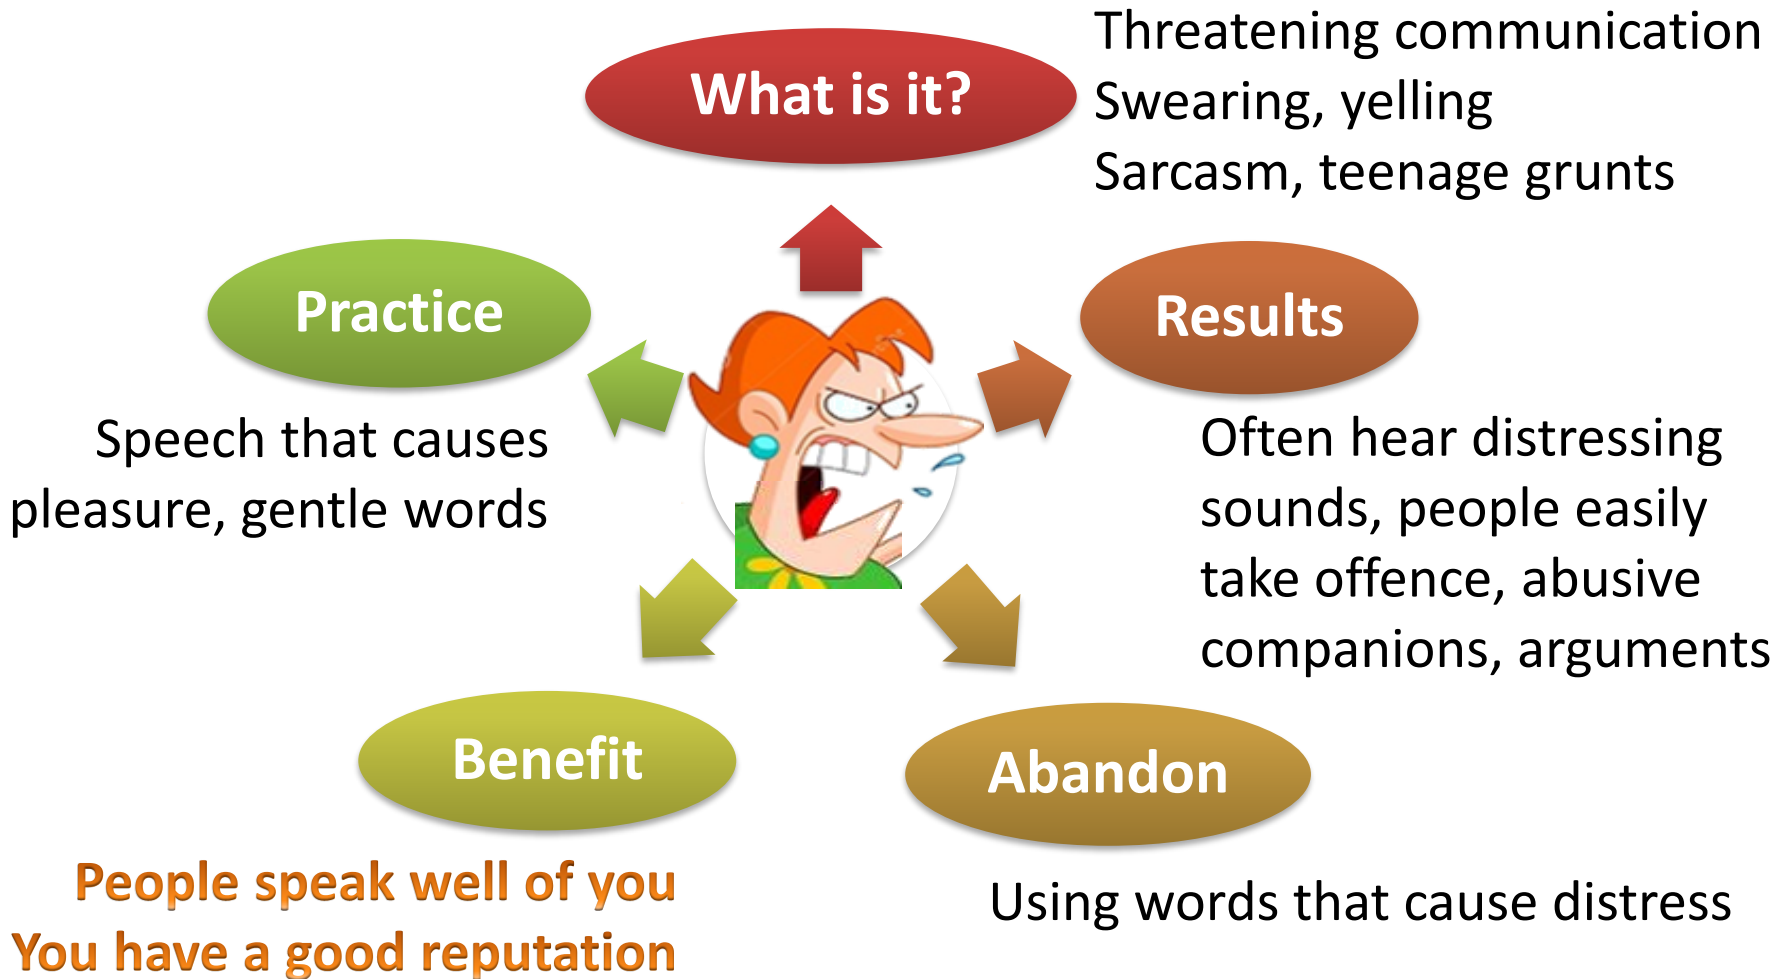 What is it?
Threatening communication
Swearing, yelling
Sarcasm, teenage grunts
Results
Often hear distressing
sounds, people easily
take offence, abusive
companions, arguments
Abandon
Using words that cause distress
Benefit
People speak well of you
You have a good reputation
Practice
Speech that causes
pleasure, gentle words